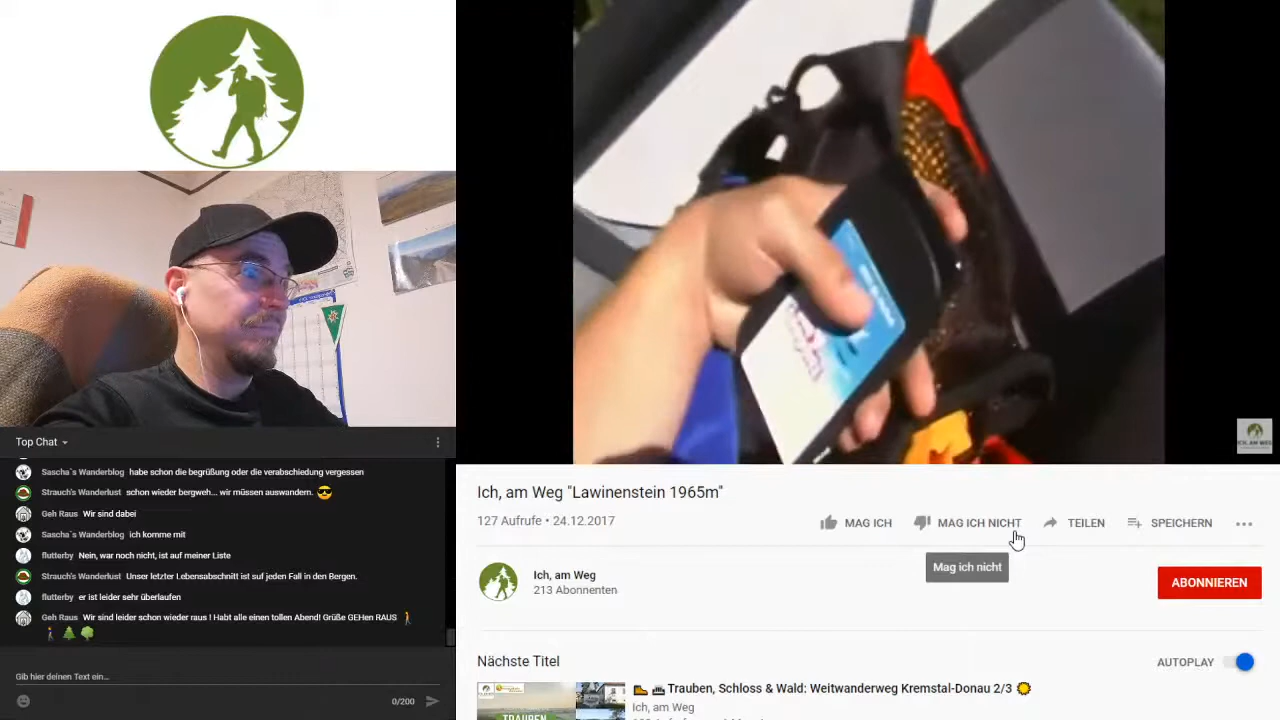 Top Chat
Sascha`s Wanderblog habe schon die begrüßung oder die verabschiedung vergessen
Strauch's Wanderlust schon wieder bergweh... wir müssen auswandern. 😎
Geh Raus Wir sind dabei
Sascha`s Wanderblog ich komme mit
flutterby Nein, war noch nicht, ist auf meiner Liste
Strauch's Wanderlust Unser letzter Lebensabschnitt ist suf jeden Fall in den Bergen.
flutterby er ist leider sehr überlaufen
Geh Raus Wir sind leider schon wieder raus ! Habt alle einen tollen Abend! Grüße GEHen RAUS 🚶
🚶‍♀️ 🌲 🌳
Gib hier deinen Text ein...
0/200
ICH, AM WEG
Ich, am Weg "Lawinenstein 1965m"
127 Aufrufe • 24.12.2017
MAG ICH
MAG ICH NICHT
TEILEN
SPEICHERN
Mag ich nicht
Ich, am Weg
213 Abonnenten
ABONNIEREN
Nächste Titel
AUTOPLAY
TRAUBEN
🥾 🏰 Trauben, Schloss & Wald: Weitwanderweg Kremstal-Donau 2/3 🌞
Ich, am Weg